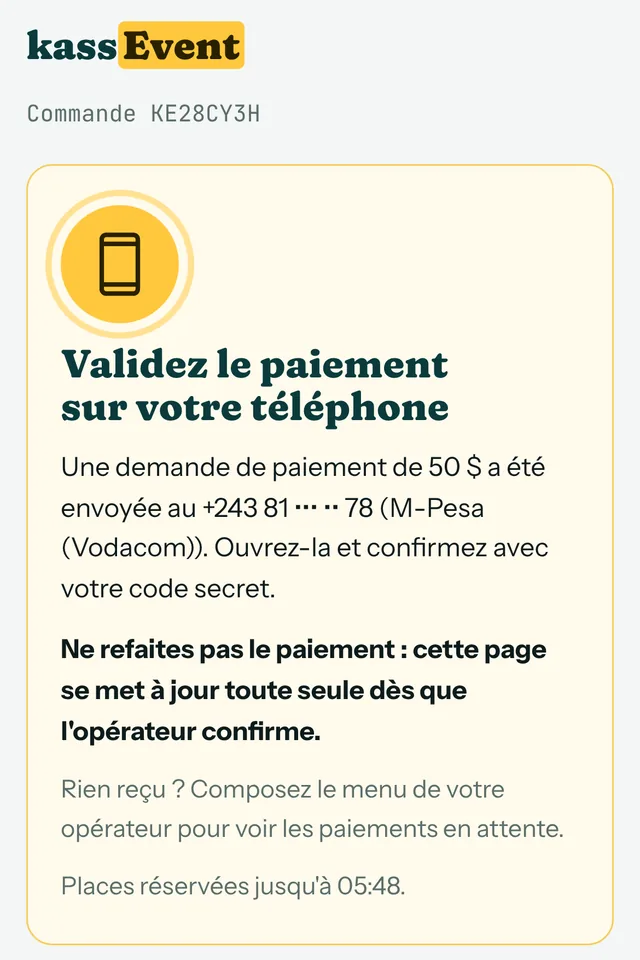 kassEvent
Commande KE28CY3H
Validez le paiement
sur votre téléphone
Une demande de paiement de 50 $ a été
envoyée au +243 81 ··· ·· 78 (M-Pesa
(Vodacom)). Ouvrez-la et confirmez avec
votre code secret.
Ne refaites pas le paiement : cette page
se met à jour toute seule dès que
l'opérateur confirme.
Rien reçu ? Composez le menu de votre
opérateur pour voir les paiements en attente.
Places réservées jusqu'à 05:48.